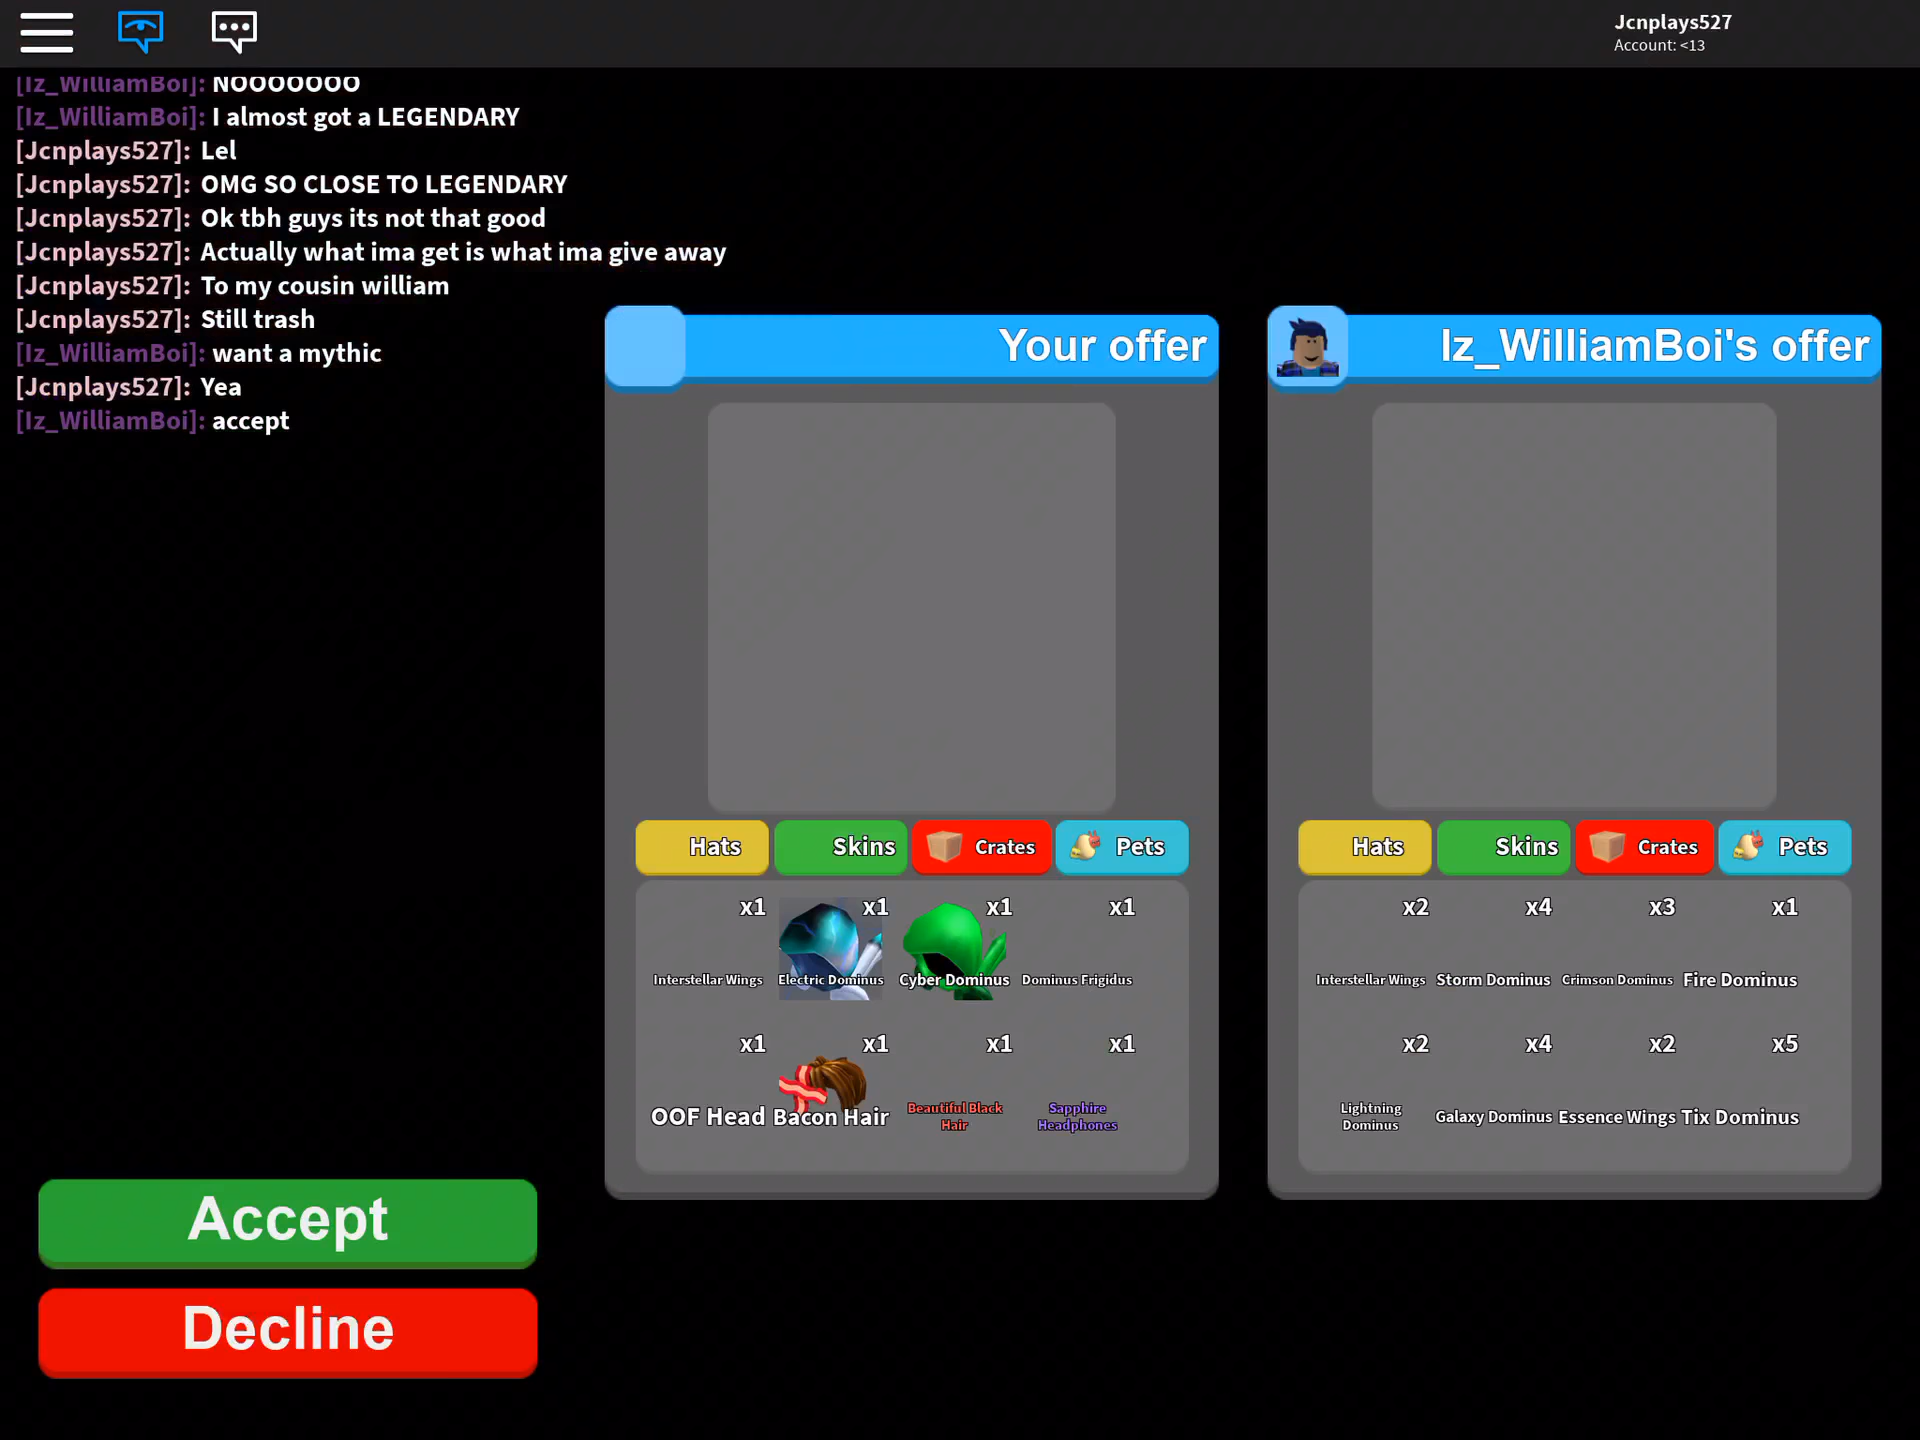 Jcnplays527
Account: <13
[Iz_WilliamBoi]: NOOOOOOO
[Iz_WilliamBoi]: I almost got a LEGENDARY
[Jcnplays527]: Lel
[Jcnplays527]: OMG SO CLOSE TO LEGENDARY
[Jcnplays527]: Ok tbh guys its not that good
[Jcnplays527]: Actually what ima get is what ima give away
[Jcnplays527]: To my cousin william
[Jcnplays527]: Still trash
[Iz_WilliamBoi]: want a mythic
[Jcnplays527]: Yea
[Iz_WilliamBoi]: accept
Your offer
Hats Skins Crates Pets
x1 x1 x1 x1
Interstellar Wings Electric Dominus Cyber Dominus Dominus Frigidus
x1 x1 x1 x1
OOF Head Bacon Hair Beautiful Black Hair Sapphire Headphones
Iz_WilliamBoi's offer
Hats Skins Crates Pets
x2 x4 x3 x1
Interstellar Wings Storm Dominus Crimson Dominus Fire Dominus
x2 x4 x2 x5
Lightning Dominus Galaxy Dominus Essence Wings Tix Dominus
Accept
Decline